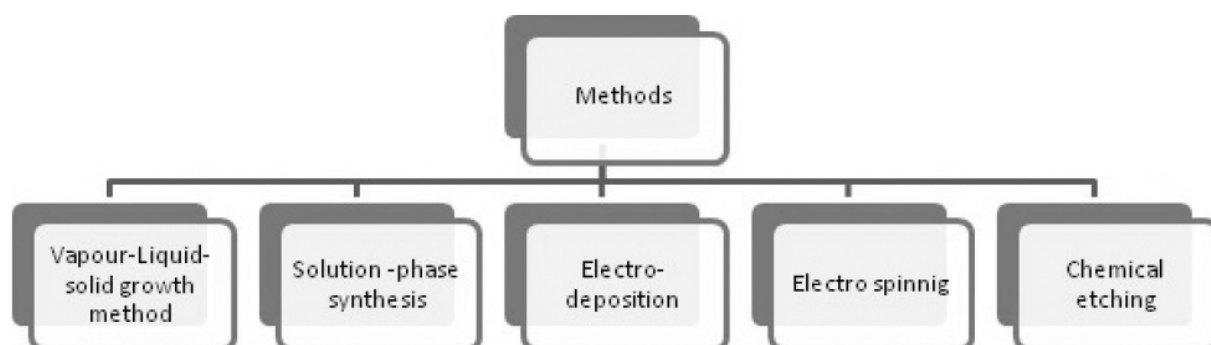 Methods
Vapour-Liquid-
solid growth
method
Solution -phase
synthesis
Electro-
deposition
Electro spinnig
Chemical
etching